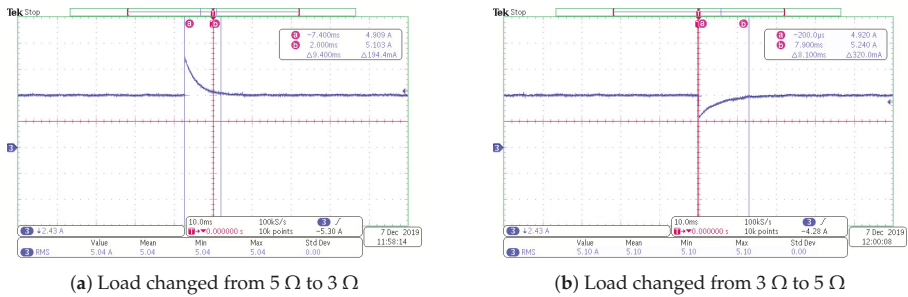 Tek Stop
a
b
a -7.400ms 4.909 A
b 2.000ms 5.103 A
△9.400ms △194.4mA
3
10.0ms 100kS/s 3
T→▼0.000000 s 10k points -5.30 A
3 2.43 A
7 Dec 2019
11:58:14
Value Mean Min Max Std Dev
3 RMS 5.04 A 5.04 5.04 5.04 0.00
(a) Load changed from 5 Ω to 3 Ω
Tek Stop
a
b
a -200.0µs 4.920 A
b 7.900ms 5.240 A
△8.100ms △320.0mA
3
10.0ms 100kS/s 3
T→▼0.000000 s 10k points -4.28 A
3 2.43 A
7 Dec 2019
12:00:08
Value Mean Min Max Std Dev
3 RMS 5.10 A 5.10 5.10 5.10 0.00
(b) Load changed from 3 Ω to 5 Ω